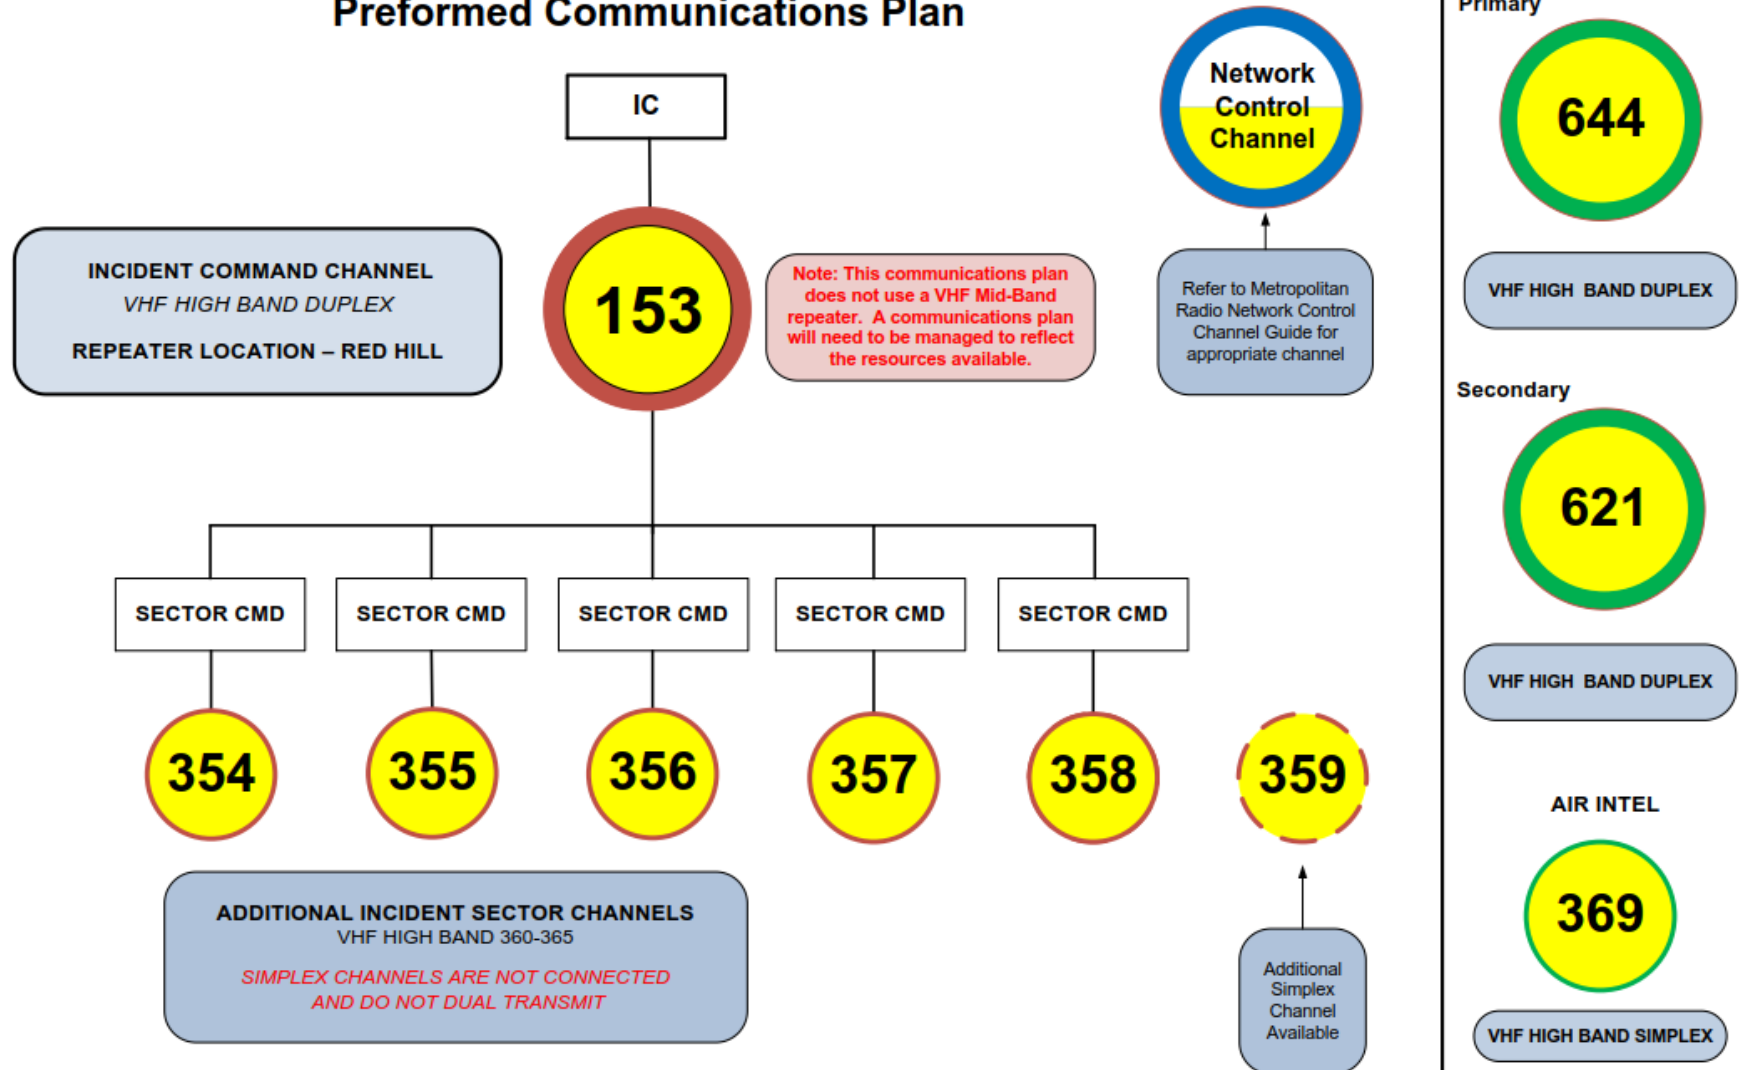 Preformed Communications Plan
IC
INCIDENT COMMAND CHANNEL
VHF HIGH BAND DUPLEX
REPEATER LOCATION – RED HILL
153
Note: This communications plan
does not use a VHF Mid-Band
repeater. A communications plan
will need to be managed to reflect
the resources available.
Network
Control
Channel
Refer to Metropolitan
Radio Network Control
Channel Guide for
appropriate channel
SECTOR CMD
SECTOR CMD
SECTOR CMD
SECTOR CMD
SECTOR CMD
354
355
356
357
358
359
ADDITIONAL INCIDENT SECTOR CHANNELS
VHF HIGH BAND 360-365
SIMPLEX CHANNELS ARE NOT CONNECTED
AND DO NOT DUAL TRANSMIT
Additional
Simplex
Channel
Available
Primary
644
VHF HIGH BAND DUPLEX
Secondary
621
VHF HIGH BAND DUPLEX
AIR INTEL
369
VHF HIGH BAND SIMPLEX